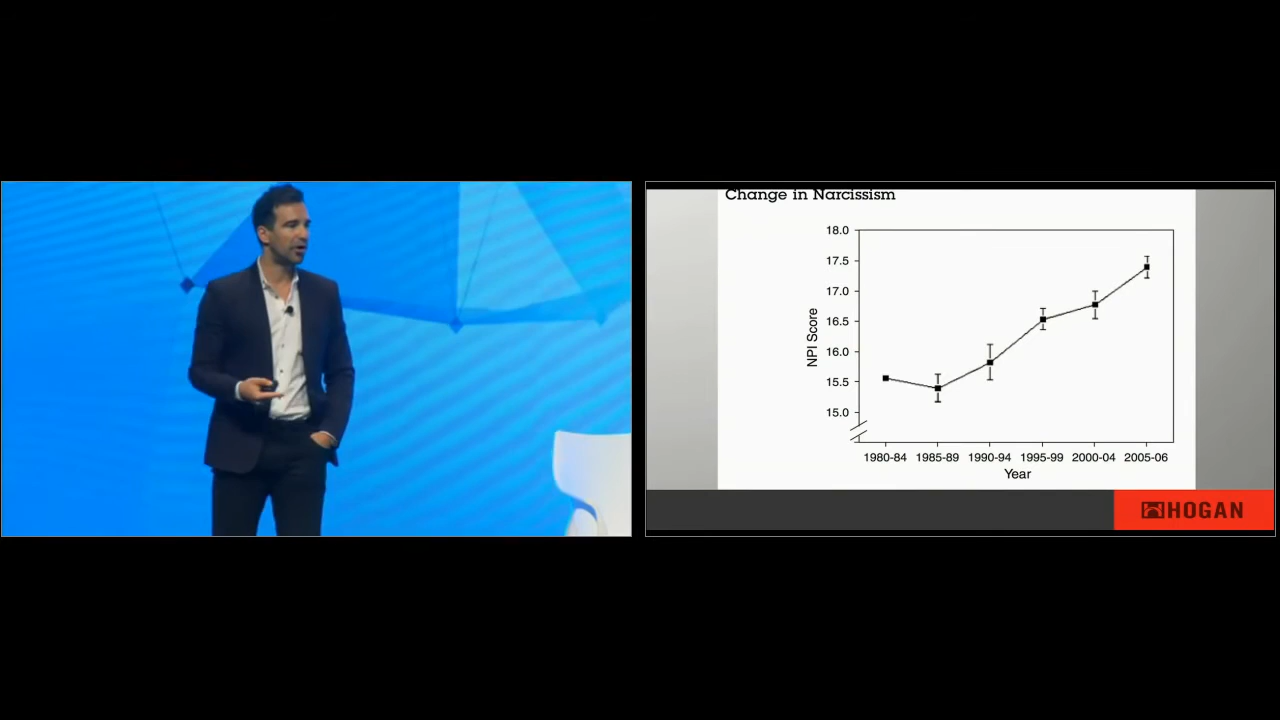 Change in Narcissism
18.0
17.5
17.0
16.5
16.0
15.5
15.0
NPI Score
1980-84 1985-89 1990-94 1995-99 2000-04 2005-06
Year
HOGAN